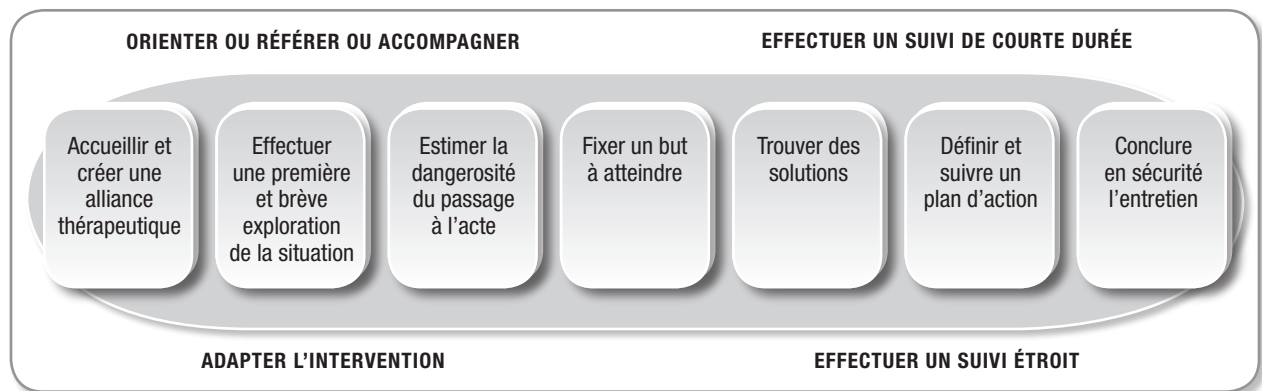 ORIENTER OU RÉFÉRER OU ACCOMPAGNER
EFFECTUER UN SUIVI DE COURTE DURÉE
Accueillir et
créer une
alliance
thérapeutique
Effectuer
une première
et brève
exploration
de la situation
Estimer la
dangerosité
du passage
à l’acte
Fixer un but
à atteindre
Trouver des
solutions
Définir et
suivre un
plan d’action
Conclure
en sécurité
l’entretien
ADAPTER L’INTERVENTION
EFFECTUER UN SUIVI ÉTROIT